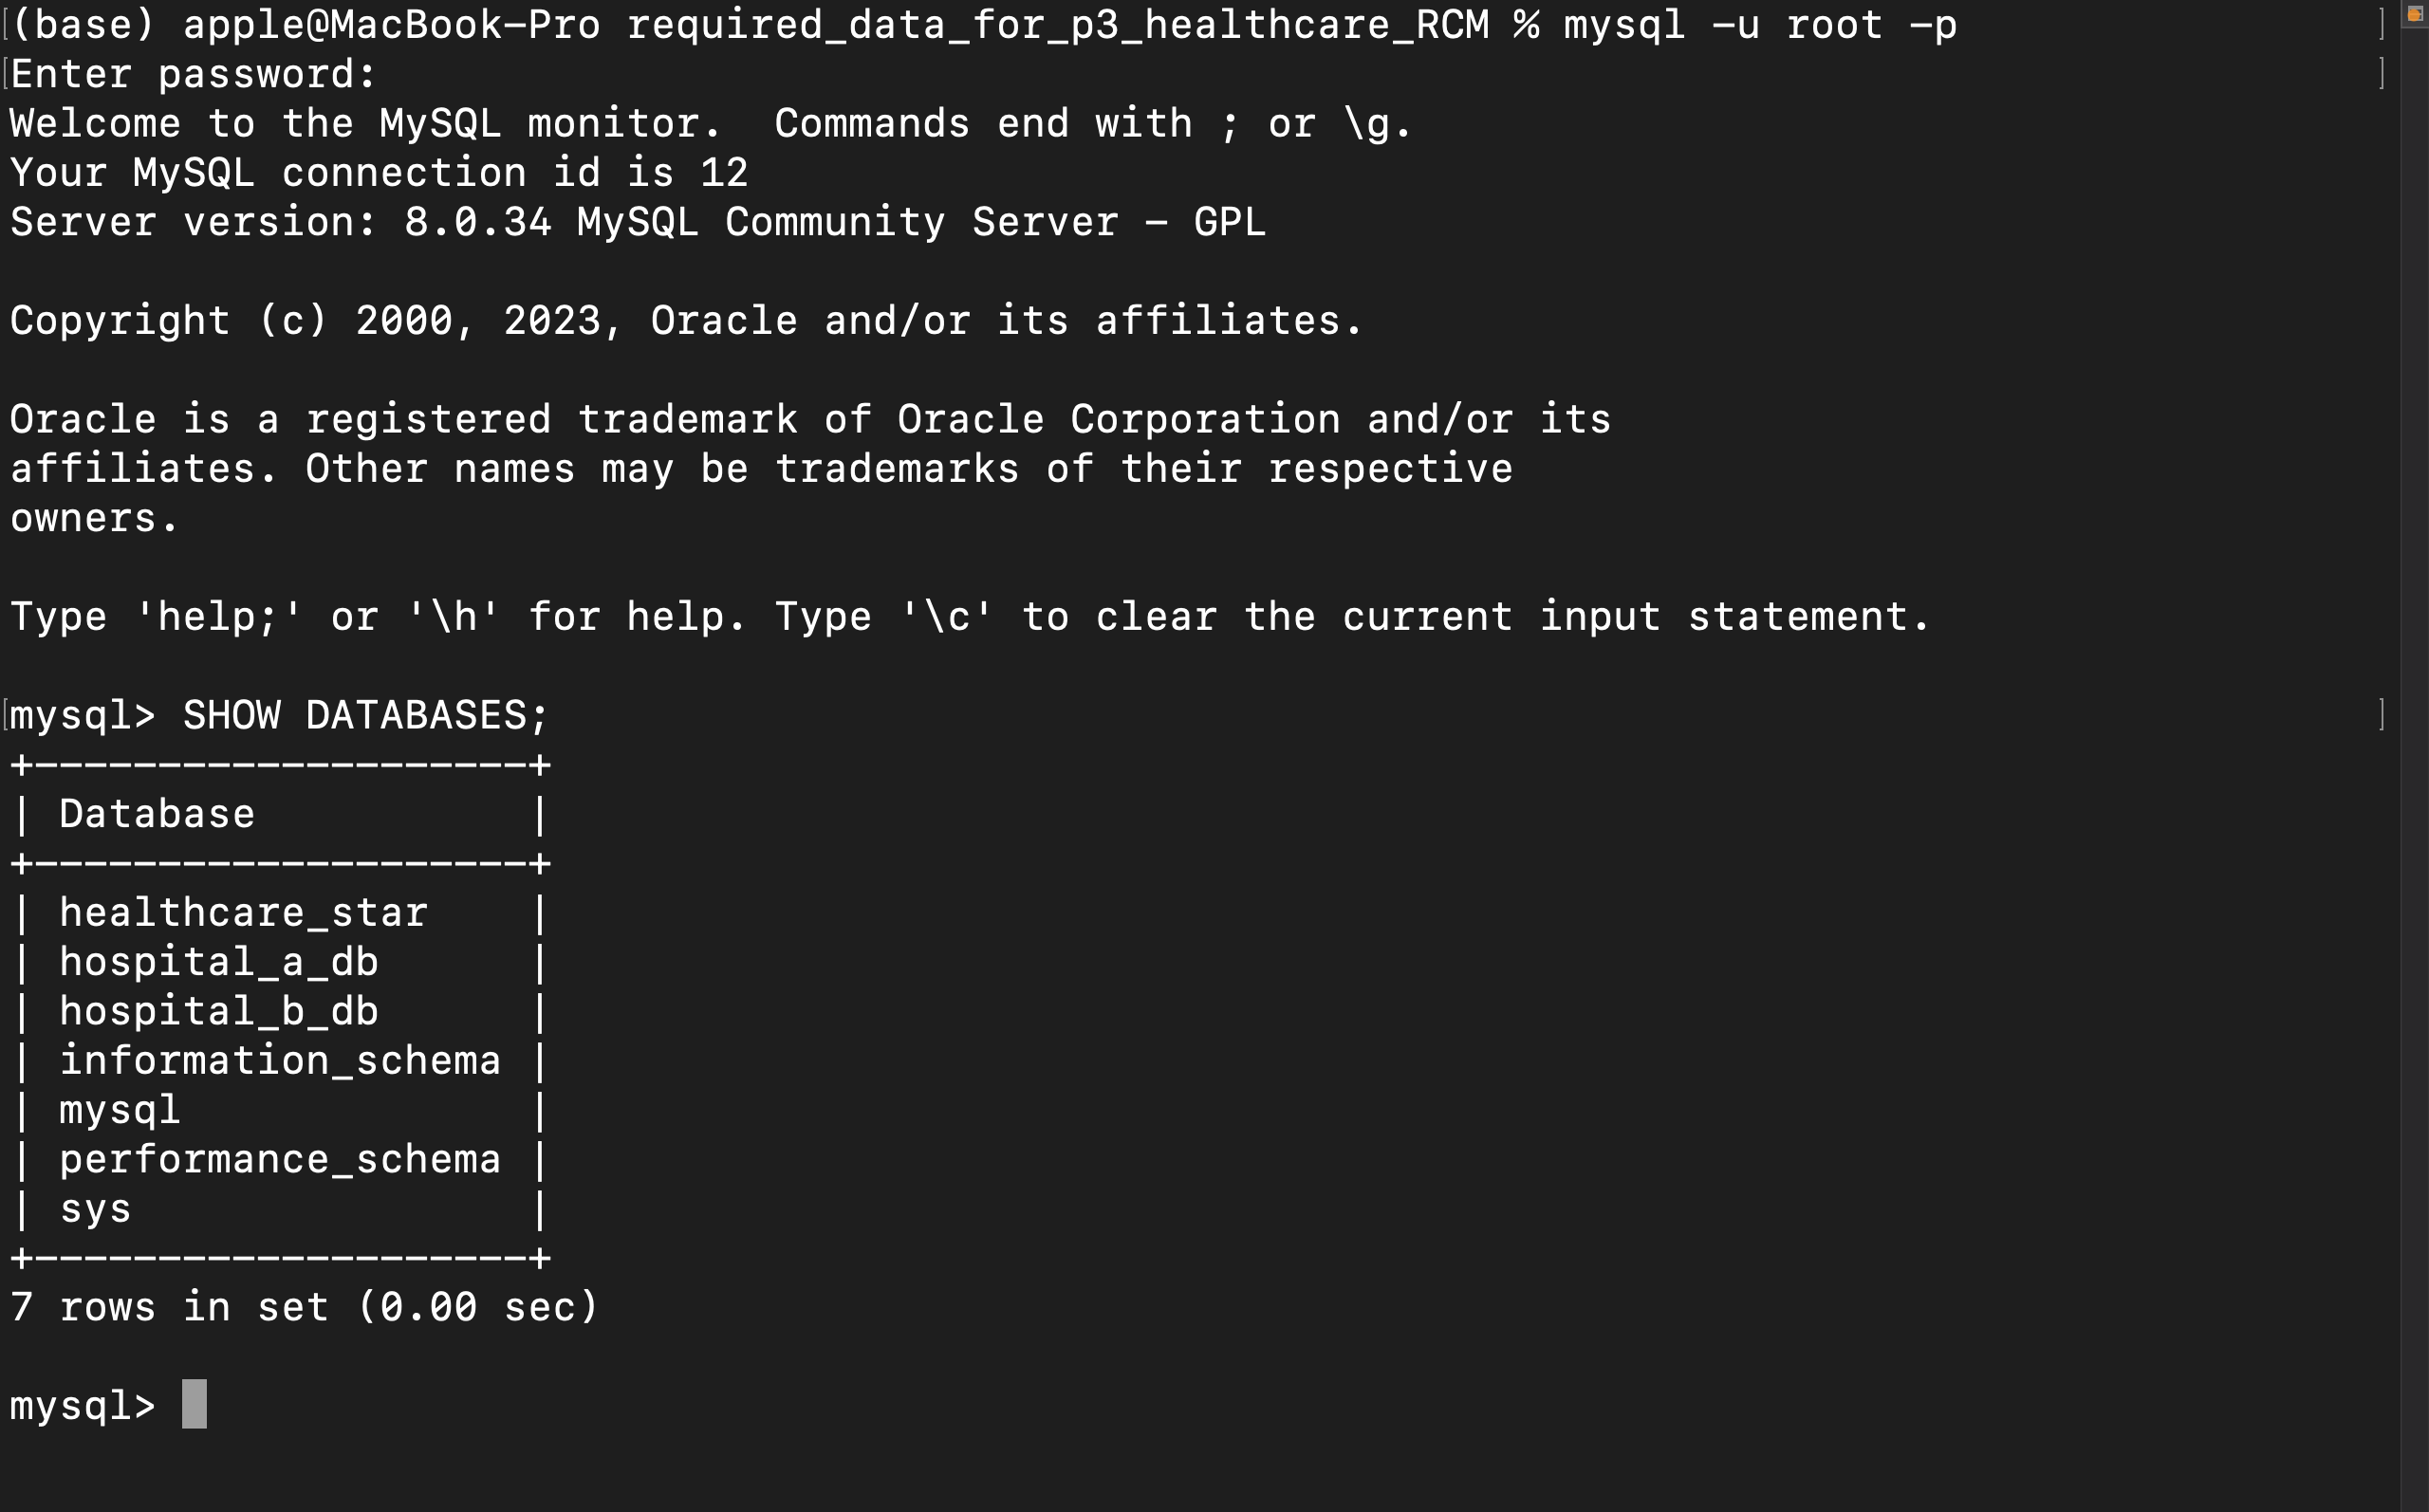 (base) apple@MacBook-Pro required_data_for_p3_healthcare_RCM % mysql -u root -p
Enter password:
Welcome to the MySQL monitor.  Commands end with ; or \g.
Your MySQL connection id is 12
Server version: 8.0.34 MySQL Community Server - GPL
Copyright (c) 2000, 2023, Oracle and/or its affiliates.
Oracle is a registered trademark of Oracle Corporation and/or its
affiliates. Other names may be trademarks of their respective
owners.
Type 'help;' or '\h' for help. Type '\c' to clear the current input statement.
mysql> SHOW DATABASES;
+--------------------+
| Database           |
+--------------------+
| healthcare_star    |
| hospital_a_db      |
| hospital_b_db      |
| information_schema |
| mysql              |
| performance_schema |
| sys                |
+--------------------+
7 rows in set (0.00 sec)
mysql>